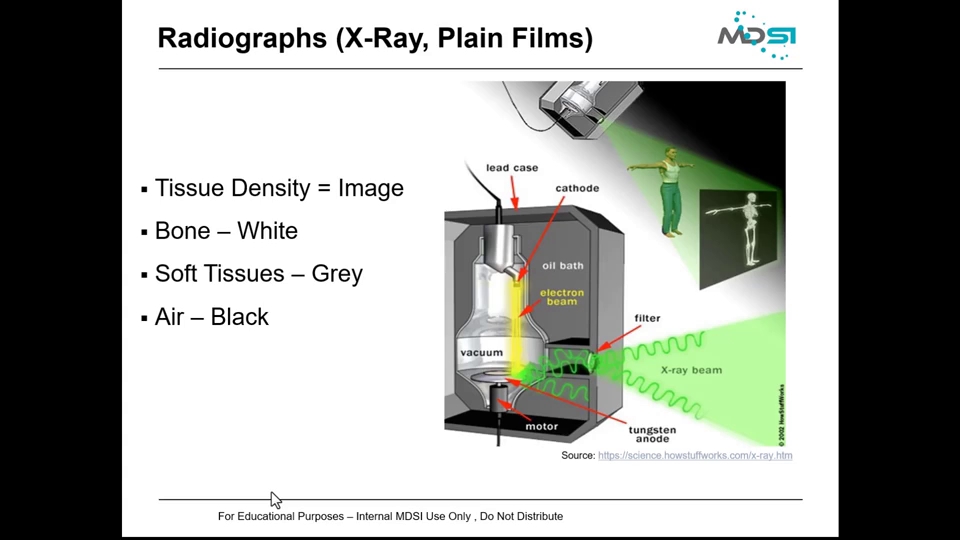 Radiographs (X-Ray, Plain Films)
MDSI
▪ Tissue Density = Image
▪ Bone – White
▪ Soft Tissues – Grey
▪ Air – Black
lead case
cathode
oil bath
electron
beam
filter
vacuum
X-ray beam
motor
tungsten
anode
© 2002 HowStuffWorks
Source: https://science.howstuffworks.com/x-ray.htm
For Educational Purposes – Internal MDSI Use Only , Do Not Distribute